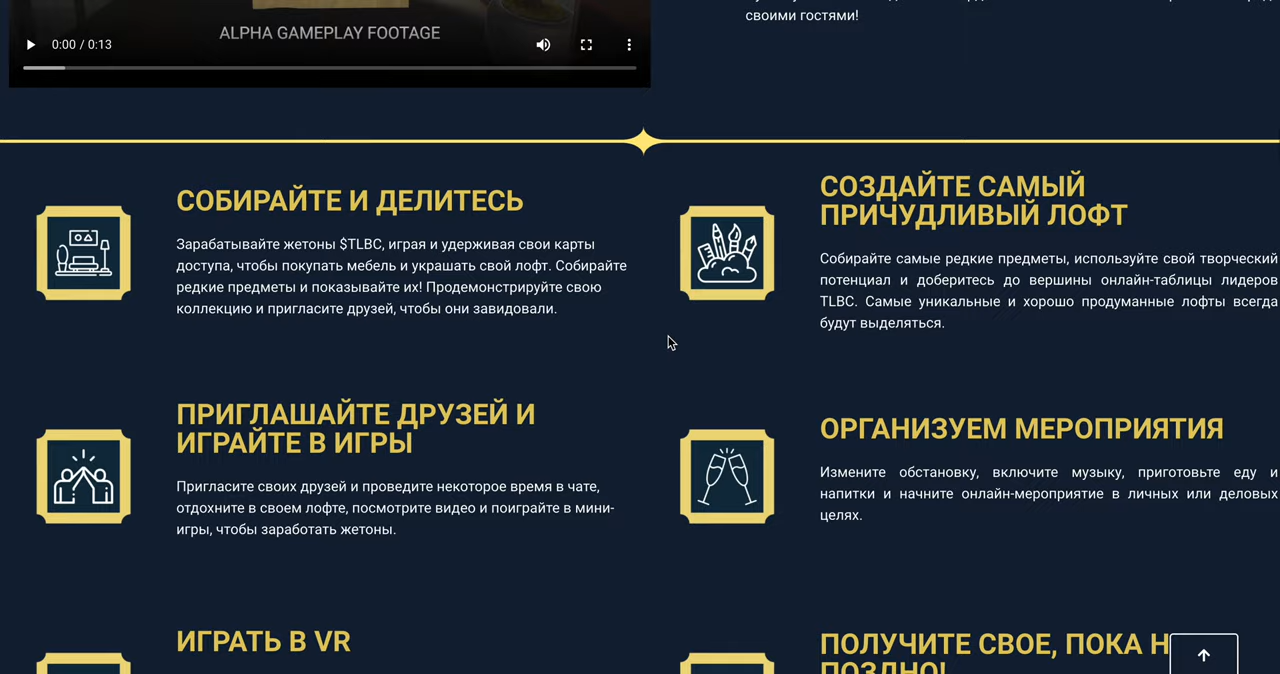 своими гостями!
ALPHA GAMEPLAY FOOTAGE
0:00 / 0:13
СОБИРАЙТЕ И ДЕЛИТЕСЬ
Зарабатывайте жетоны $TLBC, играя и удерживая свои карты
доступа, чтобы покупать мебель и украшать свой лофт. Собирайте
редкие предметы и показывайте их! Продемонстрируйте свою
коллекцию и пригласите друзей, чтобы они завидовали.
СОЗДАЙТЕ САМЫЙ
ПРИЧУДЛИВЫЙ ЛОФТ
Собирайте самые редкие предметы, используйте свой творческий
потенциал и доберитесь до вершины онлайн-таблицы лидеров
TLBC. Самые уникальные и хорошо продуманные лофты всегда
будут выделяться.
ПРИГЛАШАЙТЕ ДРУЗЕЙ И
ИГРАЙТЕ В ИГРЫ
Пригласите своих друзей и проведите некоторое время в чате,
отдохните в своем лофте, посмотрите видео и поиграйте в мини-
игры, чтобы заработать жетоны.
ОРГАНИЗУЕМ МЕРОПРИЯТИЯ
Измените обстановку, включите музыку, приготовьте еду и
напитки и начните онлайн-мероприятие в личных или деловых
целях.
ИГРАТЬ В VR
ПОЛУЧИТЕ СВОЕ, ПОКА Н
ПОЗДНО!